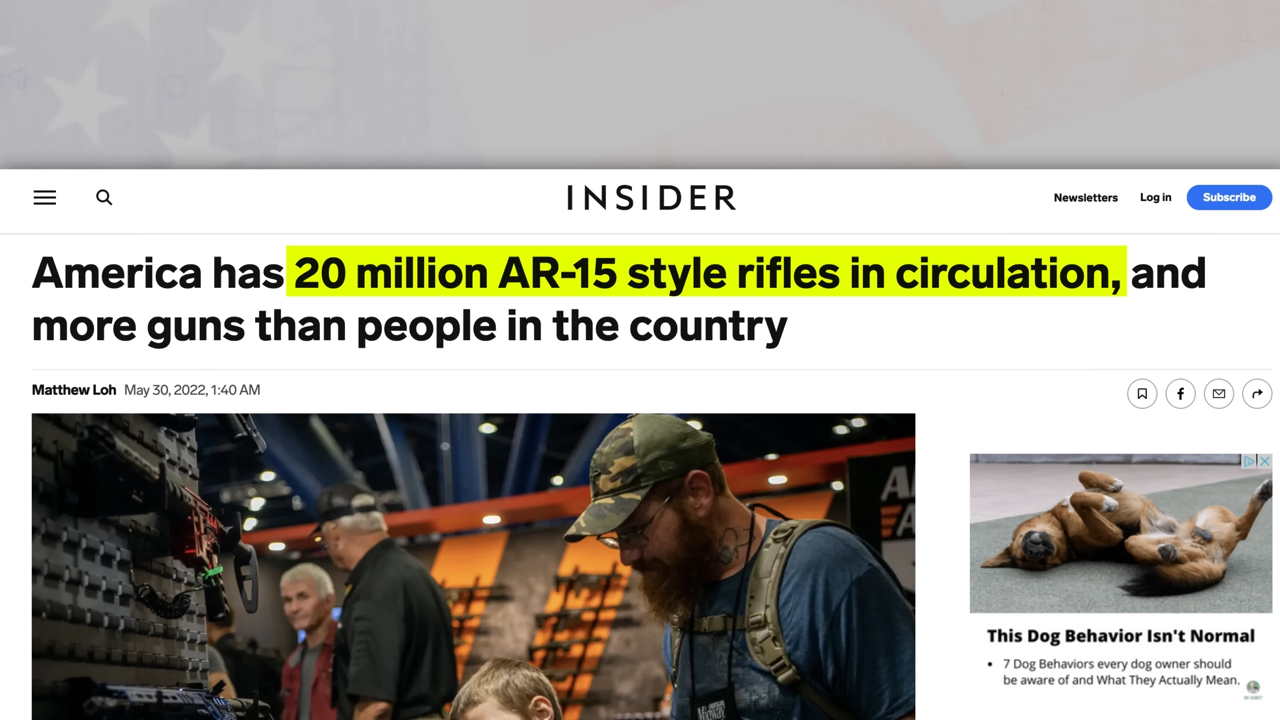 INSIDER
Newsletters
Log in
Subscribe
America has 20 million AR-15 style rifles in circulation, and
more guns than people in the country
Matthew Loh May 30, 2022, 1:40 AM
This Dog Behavior Isn't Normal
• 7 Dog Behaviors every dog owner should
be aware of and What They Actually Mean.